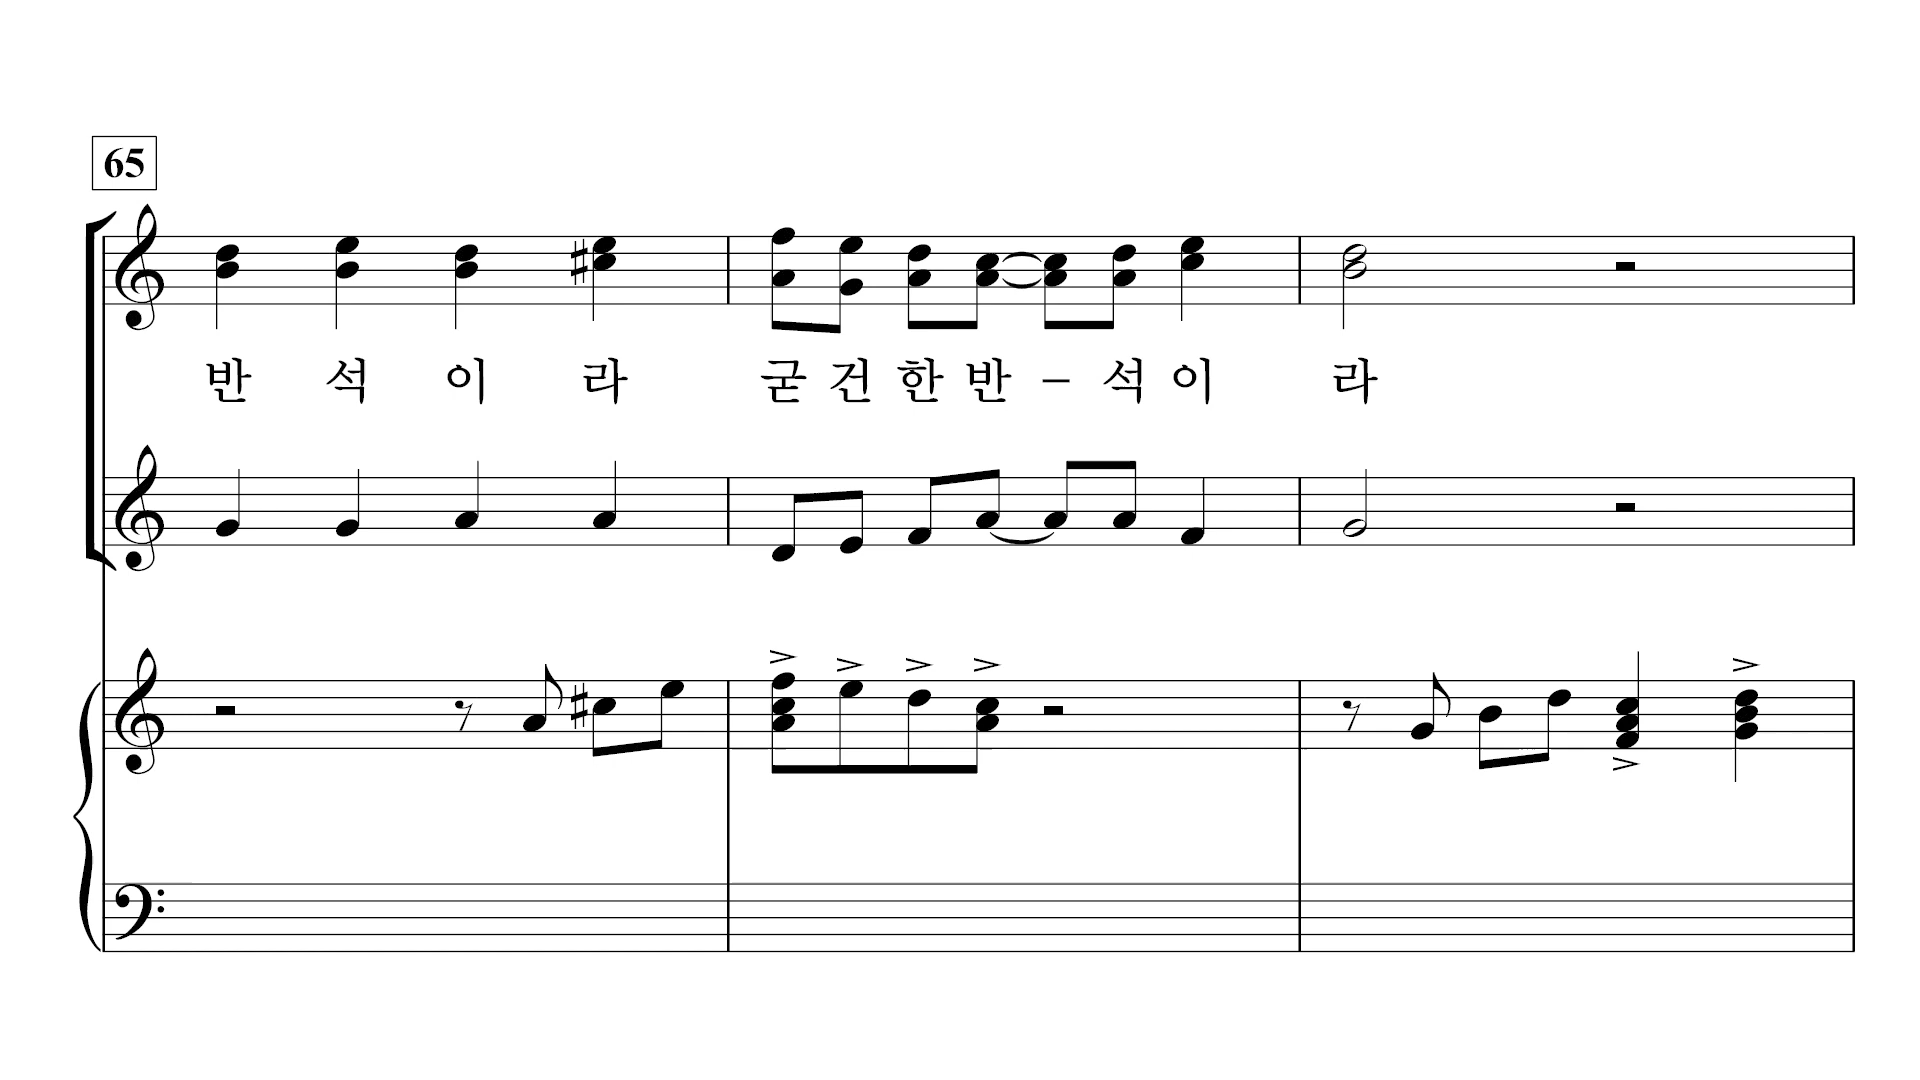 65
반 석 이 라 굳 건 한 반 – 석 이 라